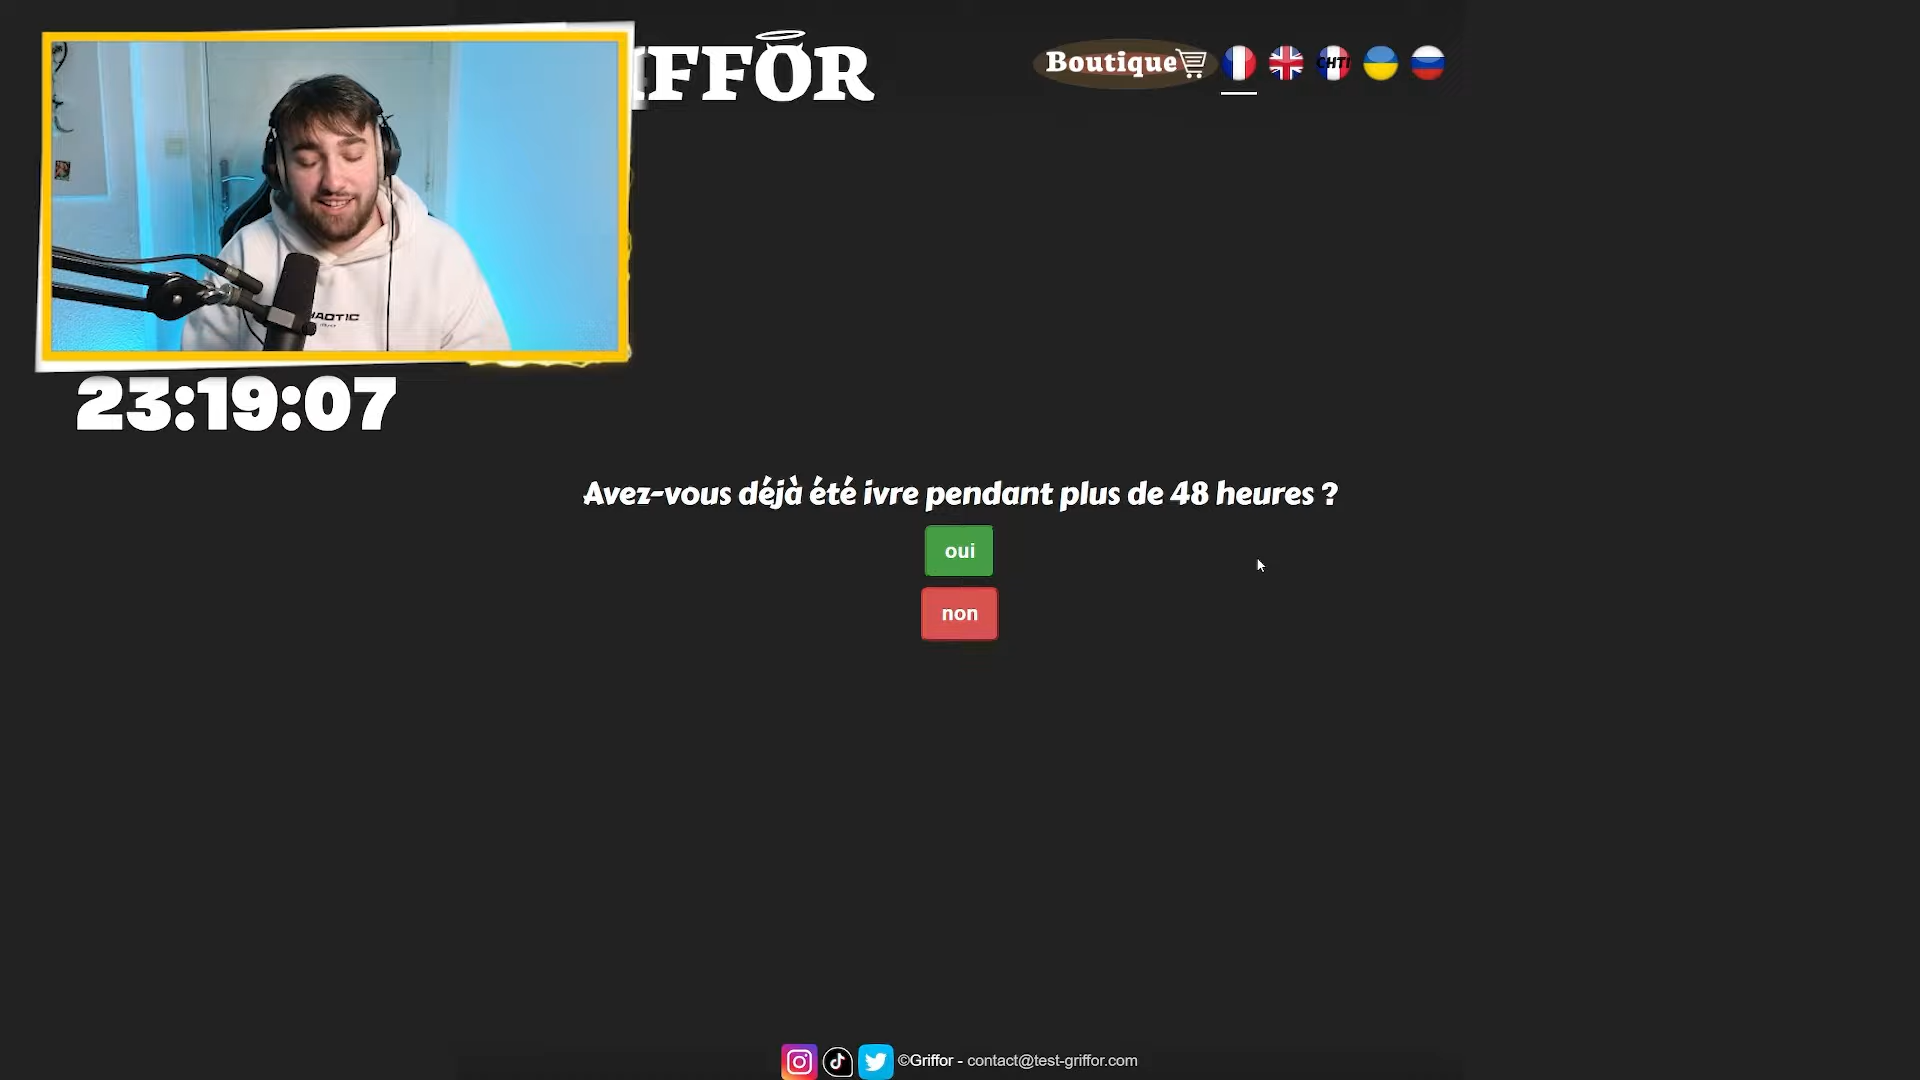 IFFOR
Boutique
CHTI
23:19:07
Avez-vous déjà été ivre pendant plus de 48 heures ?
oui
non
©Griffor - contact@test-griffor.com